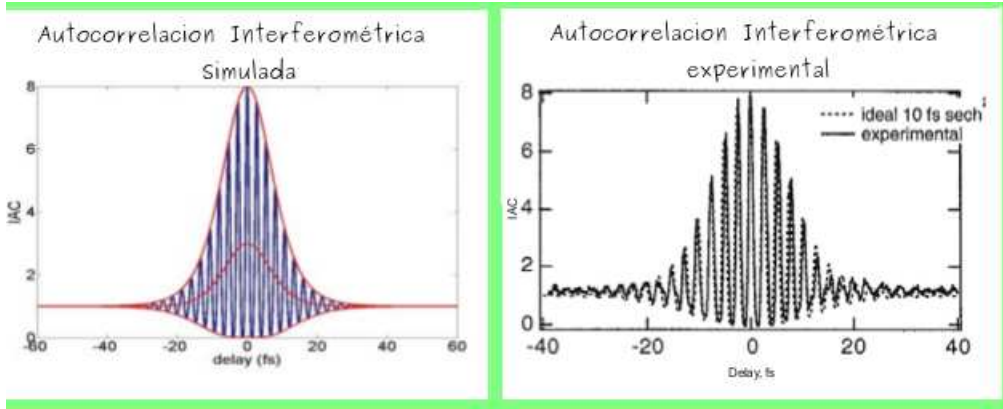 Autocorrelacion Interferométrica
simulada
IAC
8
6
4
2
0
-60
-40
-20
0
20
40
60
delay (fs)
Autocorrelacion Interferométrica
experimental
IAC
8
6
4
2
0
ideal 10 fs sech²
experimental
-40
-20
0
20
40
Delay, fs